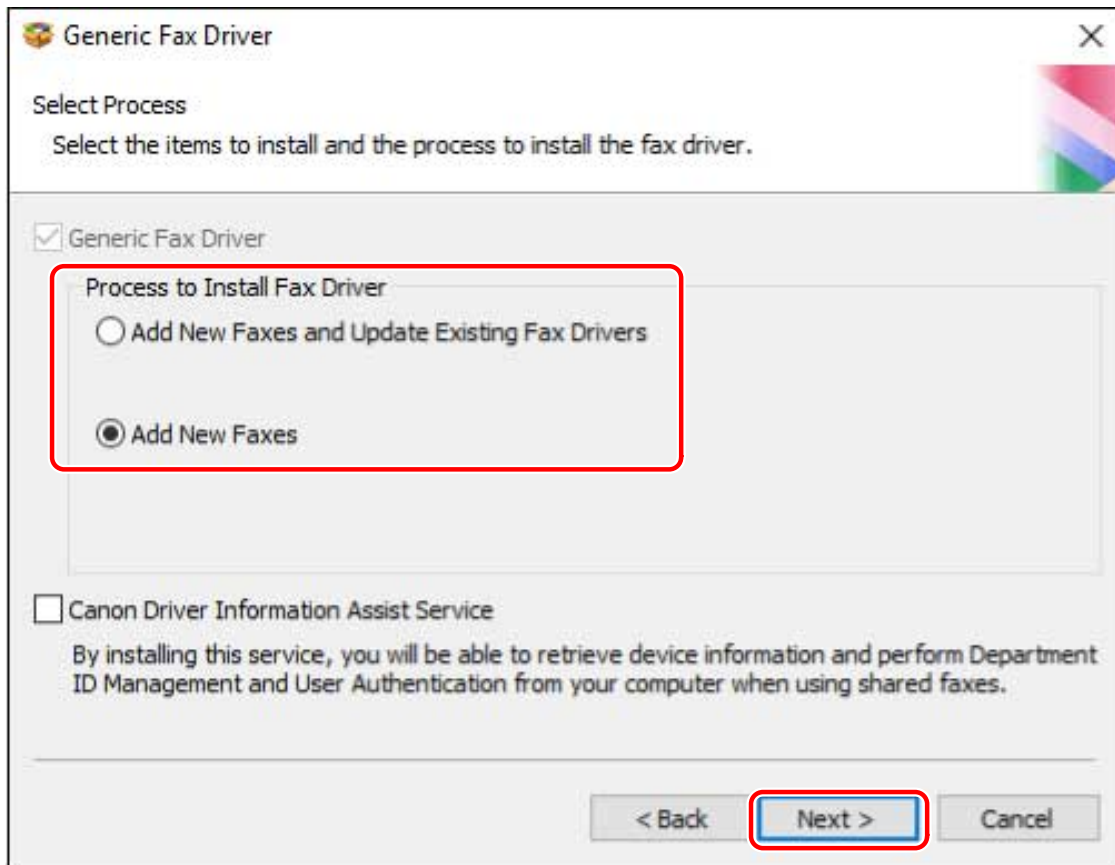 Generic Fax Driver
Select Process
Select the items to install and the process to install the fax driver.
Generic Fax Driver
Process to Install Fax Driver
Add New Faxes and Update Existing Fax Drivers
Add New Faxes
Canon Driver Information Assist Service
By installing this service, you will be able to retrieve device information and perform Department
ID Management and User Authentication from your computer when using shared faxes.
< Back Next > Cancel